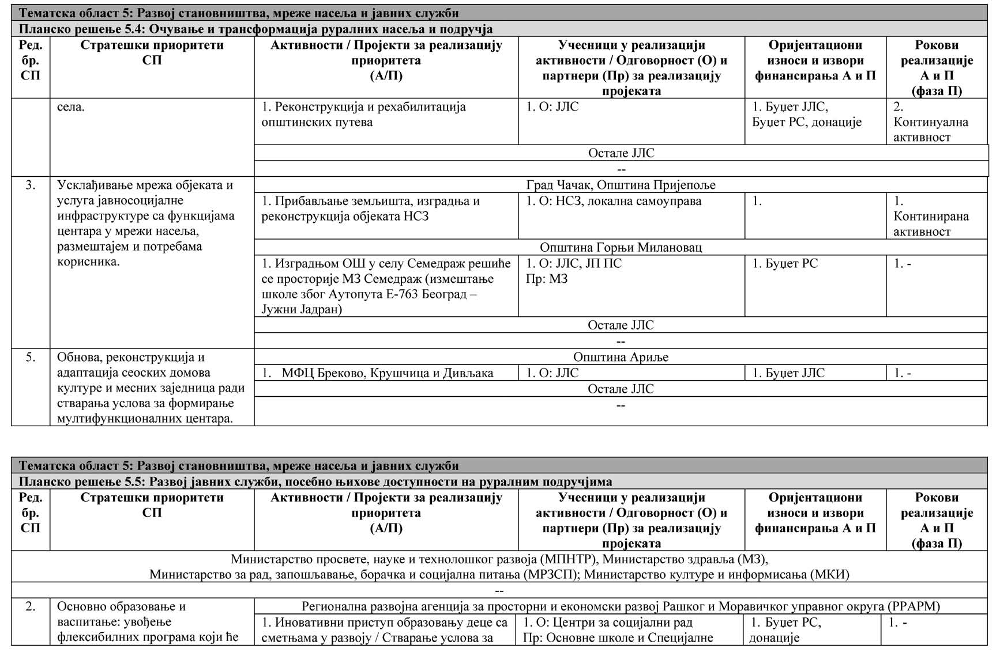 Тематска област 5: Развој становништва, мреже насеља и јавних служби
Планско решење 5.4: Очување и трансформација руралних насеља и подручја
Ред. бр. СП
Стратешки приоритети
СП
Активности / Пројекти за реализацију
приоритета
(А/П)
Учесници у реализацији
активности / Одговорност (О) и
партнери (Пр) за реализацију
пројеката
Оријентациони
износи и извори
финансирања А и П
Рокови
реализације
А и П
(фаза П)
села.
1. Реконструкција и рехабилитација
општинских путева
1. О: ЈЛС
1. Буџет ЈЛС,
Буџет РС, донације
2.
Континуална
активност
Остале ЈЛС
--
3.
Усклађивање мрежа објеката и
услуга јавносоцијалне
инфраструктуре са функцијама
центара у мрежи насеља,
размештајем и потребама
корисника.
Град Чачак, Општина Пријепоље
1. Прибављање земљишта, изградња и
реконструкција објеката НСЗ
1. О: НСЗ, локална самоуправа
1.
1.
Континирана
активност
Општина Горњи Милановац
1. Изградњом ОШ у селу Семедраж решиће
се просторије МЗ Семедраж (измештање
школе због Аутопута Е-763 Београд –
Јужни Јадран)
1. О: ЈЛС, ЈП ПС
Пр: МЗ
1. Буџет РС
1. -
Остале ЈЛС
--
5.
Обнова, реконструкција и
адаптација сеоских домова
културе и месних заједница ради
стварања услова за формирање
мултифункционалних центара.
Општина Ариље
1. МФЦ Бреково, Крушчица и Дивљака
1. О: ЈЛС
1. Буџет ЈЛС
1. -
Остале ЈЛС
--
Тематска област 5: Развој становништва, мреже насеља и јавних служби
Планско решење 5.5: Развој јавних служби, посебно њихове доступности на руралним подручјима
Ред.
бр.
СП
Стратешки приоритети
СП
Активности / Пројекти за реализацију
приоритета
(А/П)
Учесници у реализацији
активности / Одговорност (О) и
партнери (Пр) за реализацију
пројеката
Оријентациони
износи и извори
финансирања А и П
Рокови
реализације
А и П
(фаза П)
Министарство просвете, науке и технолошког развоја (МПНТР), Министарство здравља (МЗ),
Министарство за рад, запошљавање, борачка и социјална питања (МРЗСП); Министарство културе и информисања (МКИ)
--
2.
Основно образовање и
васпитање: увођење
флексибилних програма који ће
Регионална развојна агенција за просторни и економски развој Рашког и Моравичког управног округа (РРАРМ)
1. Иновативни приступ образовању деце са
сметњама у развоју / Стварање услова за
1. О: Центри за социјални рад
Пр: Основне школе и Специјалне
1. Буџет РС,
донације
1. -